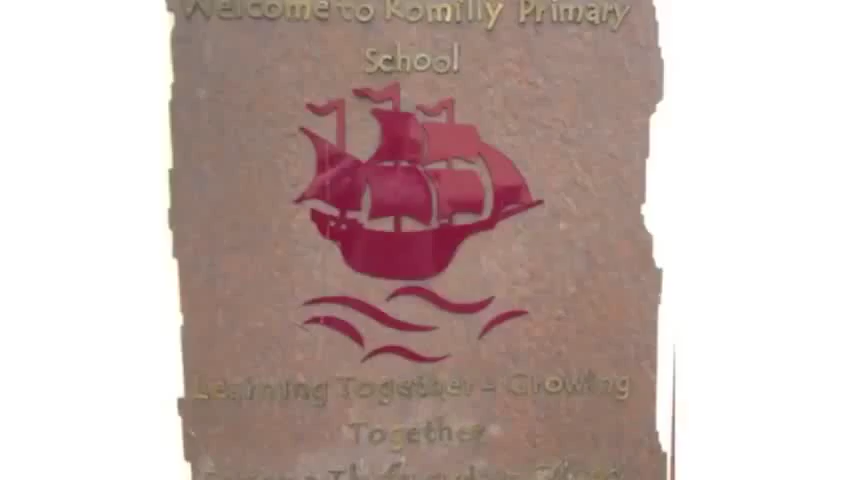 Welcome to Romilly Primary
School
Learning Together - Growing
Together